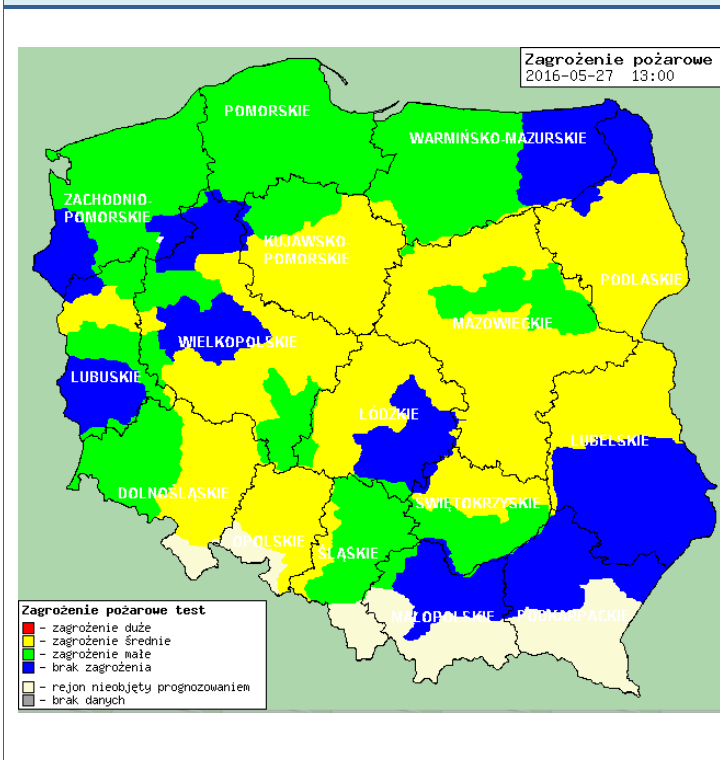 Zagrożenie pożarowe
2016-05-27 13:00
POMORSKIE
WARMIŃSKO-MAZURSKIE
ZACHODNIO-
POMORSKIE
KUJAWSKO-
POMORSKIE
PODLASKIE
MAZOWIECKIE
WIELKOPOLSKIE
LUBUSKIE
ŁÓDZKIE
LUBELSKIE
DOLNOŚLĄSKIE
ŚWIĘTOKRZYSKIE
OPOLSKIE
ŚLĄSKIE
MAŁOPOLSKIE
PODKARPACKIE
Zagrożenie pożarowe test
- zagrożenie duże
- zagrożenie średnie
- zagrożenie małe
- brak zagrożenia
- rejon nieobjęty prognozowaniem
- brak danych